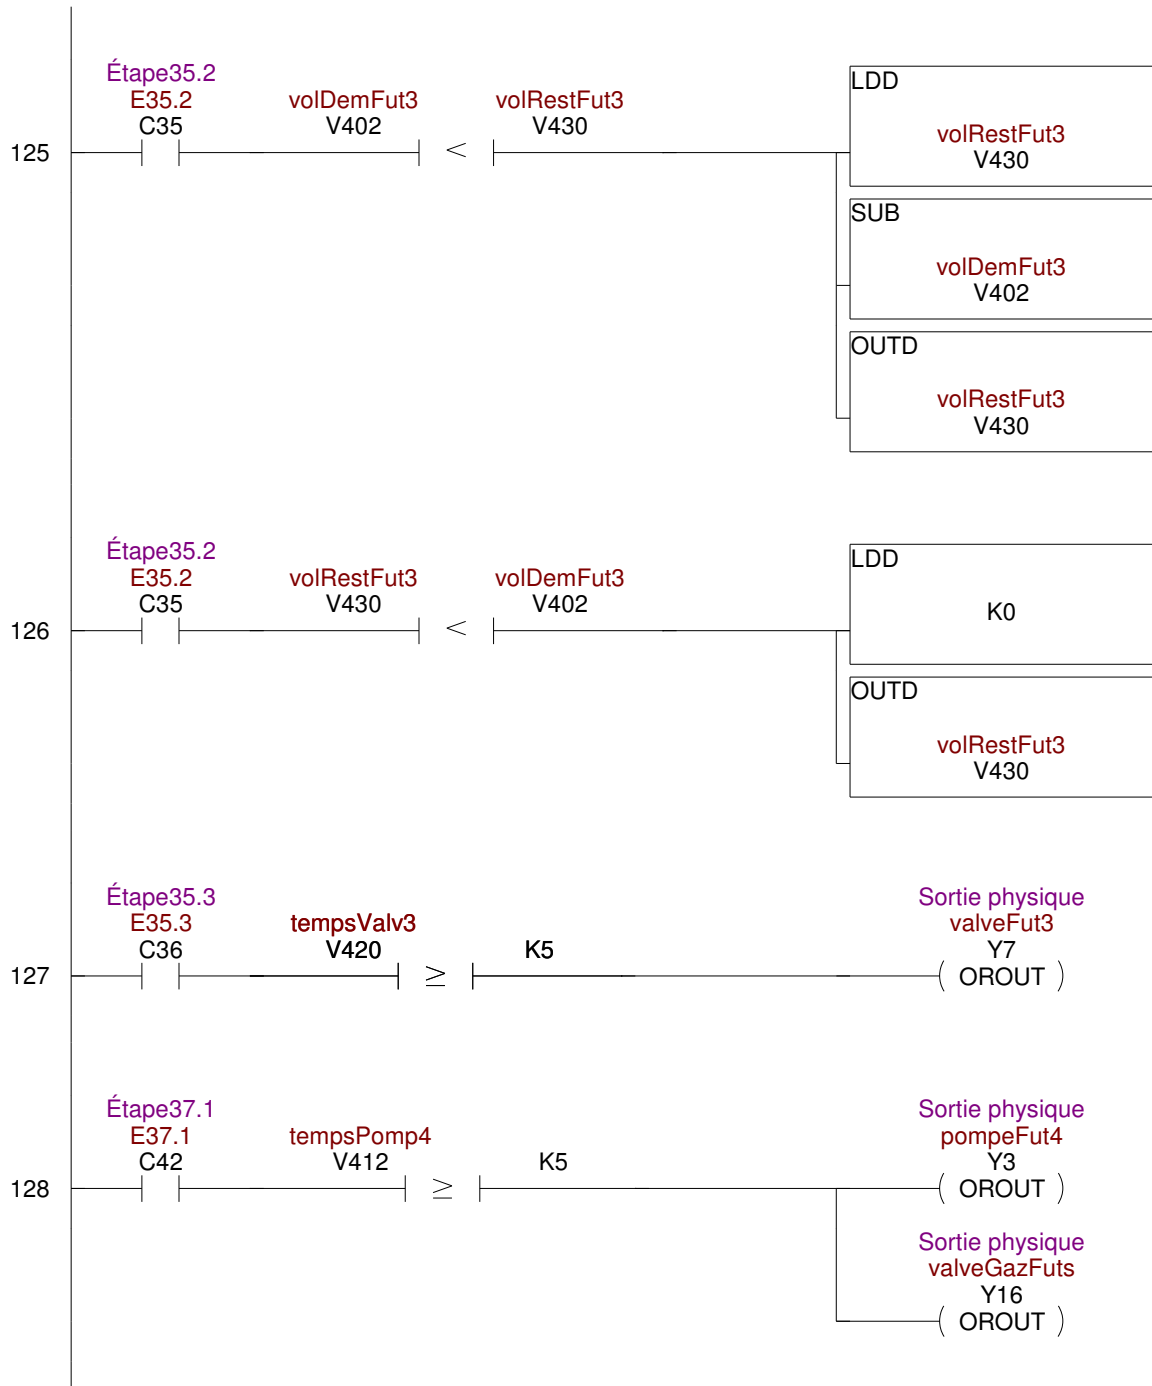 Étape35.2
E35.2 volDemFut3 volRestFut3
C35 V402 V430
125
<
LDD
volRestFut3
V430
SUB
volDemFut3
V402
OUTD
volRestFut3
V430
Étape35.2
E35.2 volRestFut3 volDemFut3
C35 V430 V402
126
<
LDD
K0
OUTD
volRestFut3
V430
Étape35.3 Sortie physique
E35.3 tempsValv3 valveFut3
C36 V420 K5 Y7
127 ≥ ( OROUT )
Étape37.1 Sortie physique
E37.1 tempsPomp4 pompeFut4
C42 V412 K5 Y3
128 ≥ ( OROUT )
Sortie physique
valveGazFuts
Y16
( OROUT )